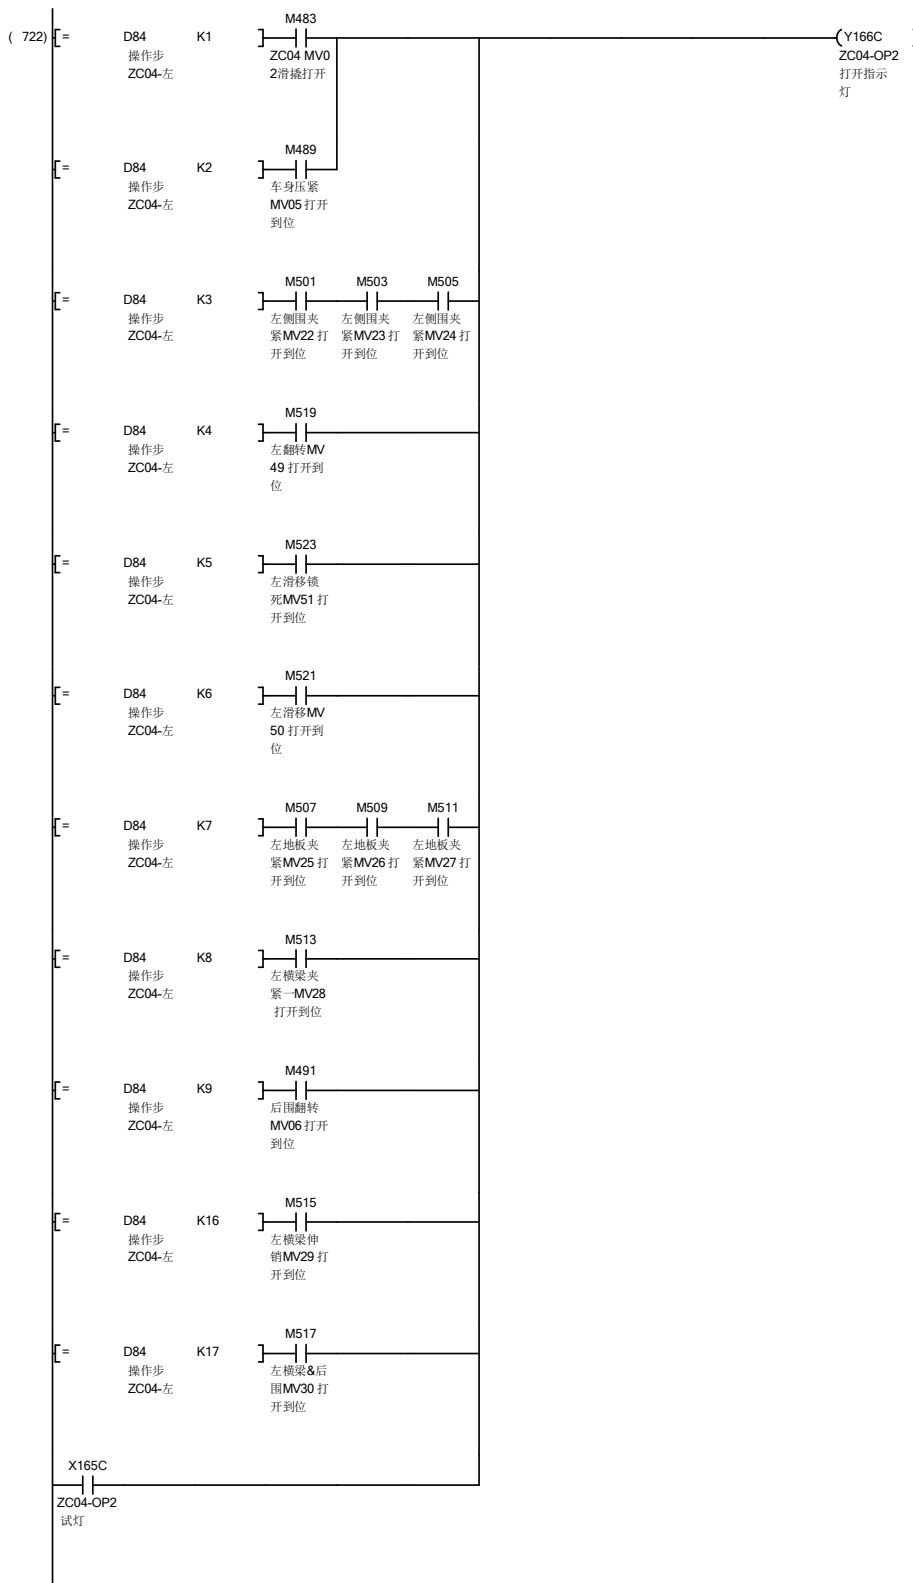 M483
( 722) [= D84 K1 ] Y166C
操作步 ZC04 MV0 ZC04-OP2
ZC04-左 2滑撬打开 打开指示
灯
M489
[= D84 K2 ]
操作步 车身压紧
ZC04-左 MV05 打开
到位
M501 M503 M505
[= D84 K3 ]
操作步 左侧围夹 左侧围夹 左侧围夹
ZC04-左 紧MV22 打 紧MV23 打 紧MV24 打
开到位 开到位 开到位
M519
[= D84 K4 ]
操作步 左翻转MV
ZC04-左 49 打开到
位
M523
[= D84 K5 ]
操作步 左滑移锁
ZC04-左 死MV51 打
开到位
M521
[= D84 K6 ]
操作步 左滑移MV
ZC04-左 50 打开到
位
M507 M509 M511
[= D84 K7 ]
操作步 左地板夹 左地板夹 左地板夹
ZC04-左 紧MV25 打 紧MV26 打 紧MV27 打
开到位 开到位 开到位
M513
[= D84 K8 ]
操作步 左横梁夹
ZC04-左 紧一MV28
打开到位
M491
[= D84 K9 ]
操作步 后围翻转
ZC04-左 MV06 打开
到位
M515
[= D84 K16 ]
操作步 左横梁伸
ZC04-左 销MV29 打
开到位
M517
[= D84 K17 ]
操作步 左横梁&后
ZC04-左 围MV30 打
开到位
X165C
ZC04-OP2
试灯